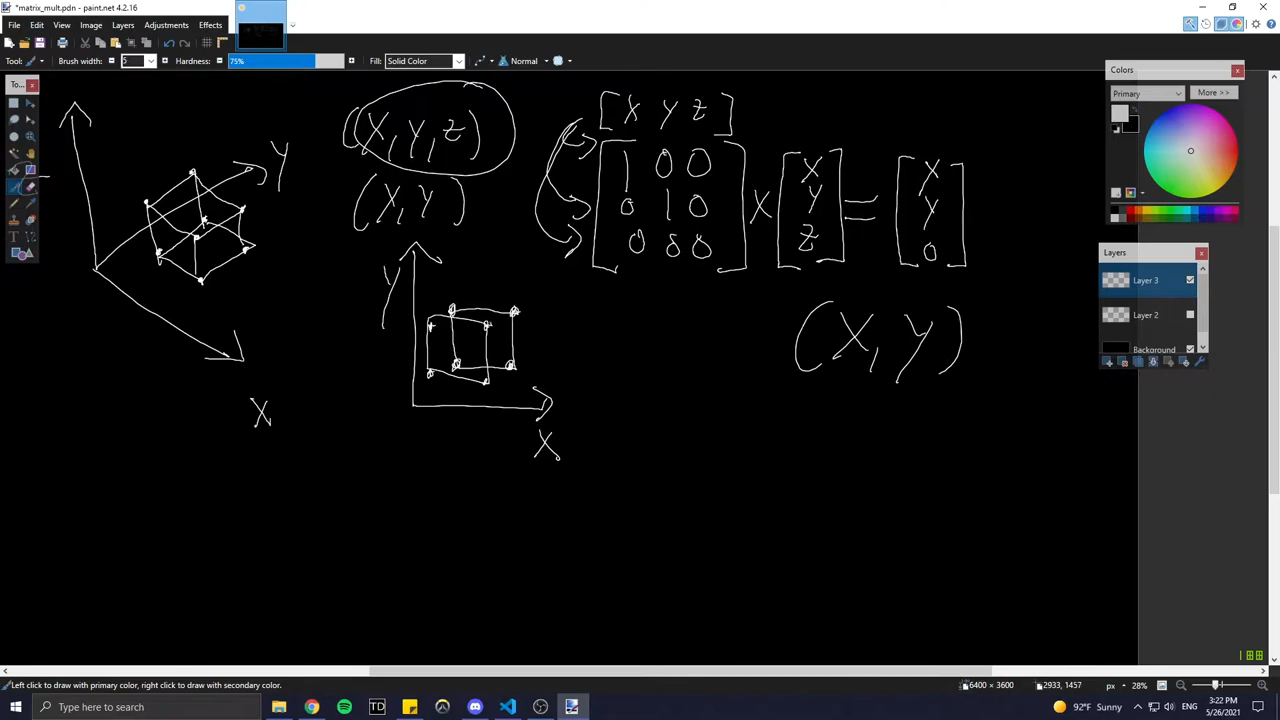 *matrix_mult.pdn - paint.net 4.2.16
File Edit View Image Layers Adjustments Effects
Tool: Brush width: 5 Hardness: 75% Fill: Solid Color Normal
To...
Y
X
(X, Y, Z)
(X, Y)
Y
X
[X Y Z]
1 0 0
0 1 0
0 0 0
X
X
Y
Z
=
X
Y
0
(X, Y)
Colors
Primary
More >>
Layers
Layer 3
Layer 2
Background
Left click to draw with primary color, right click to draw with secondary color.
6400 × 3600
2933, 1457
px
28%
Type here to search
TD
92°F Sunny
ENG
3:22 PM
5/26/2021